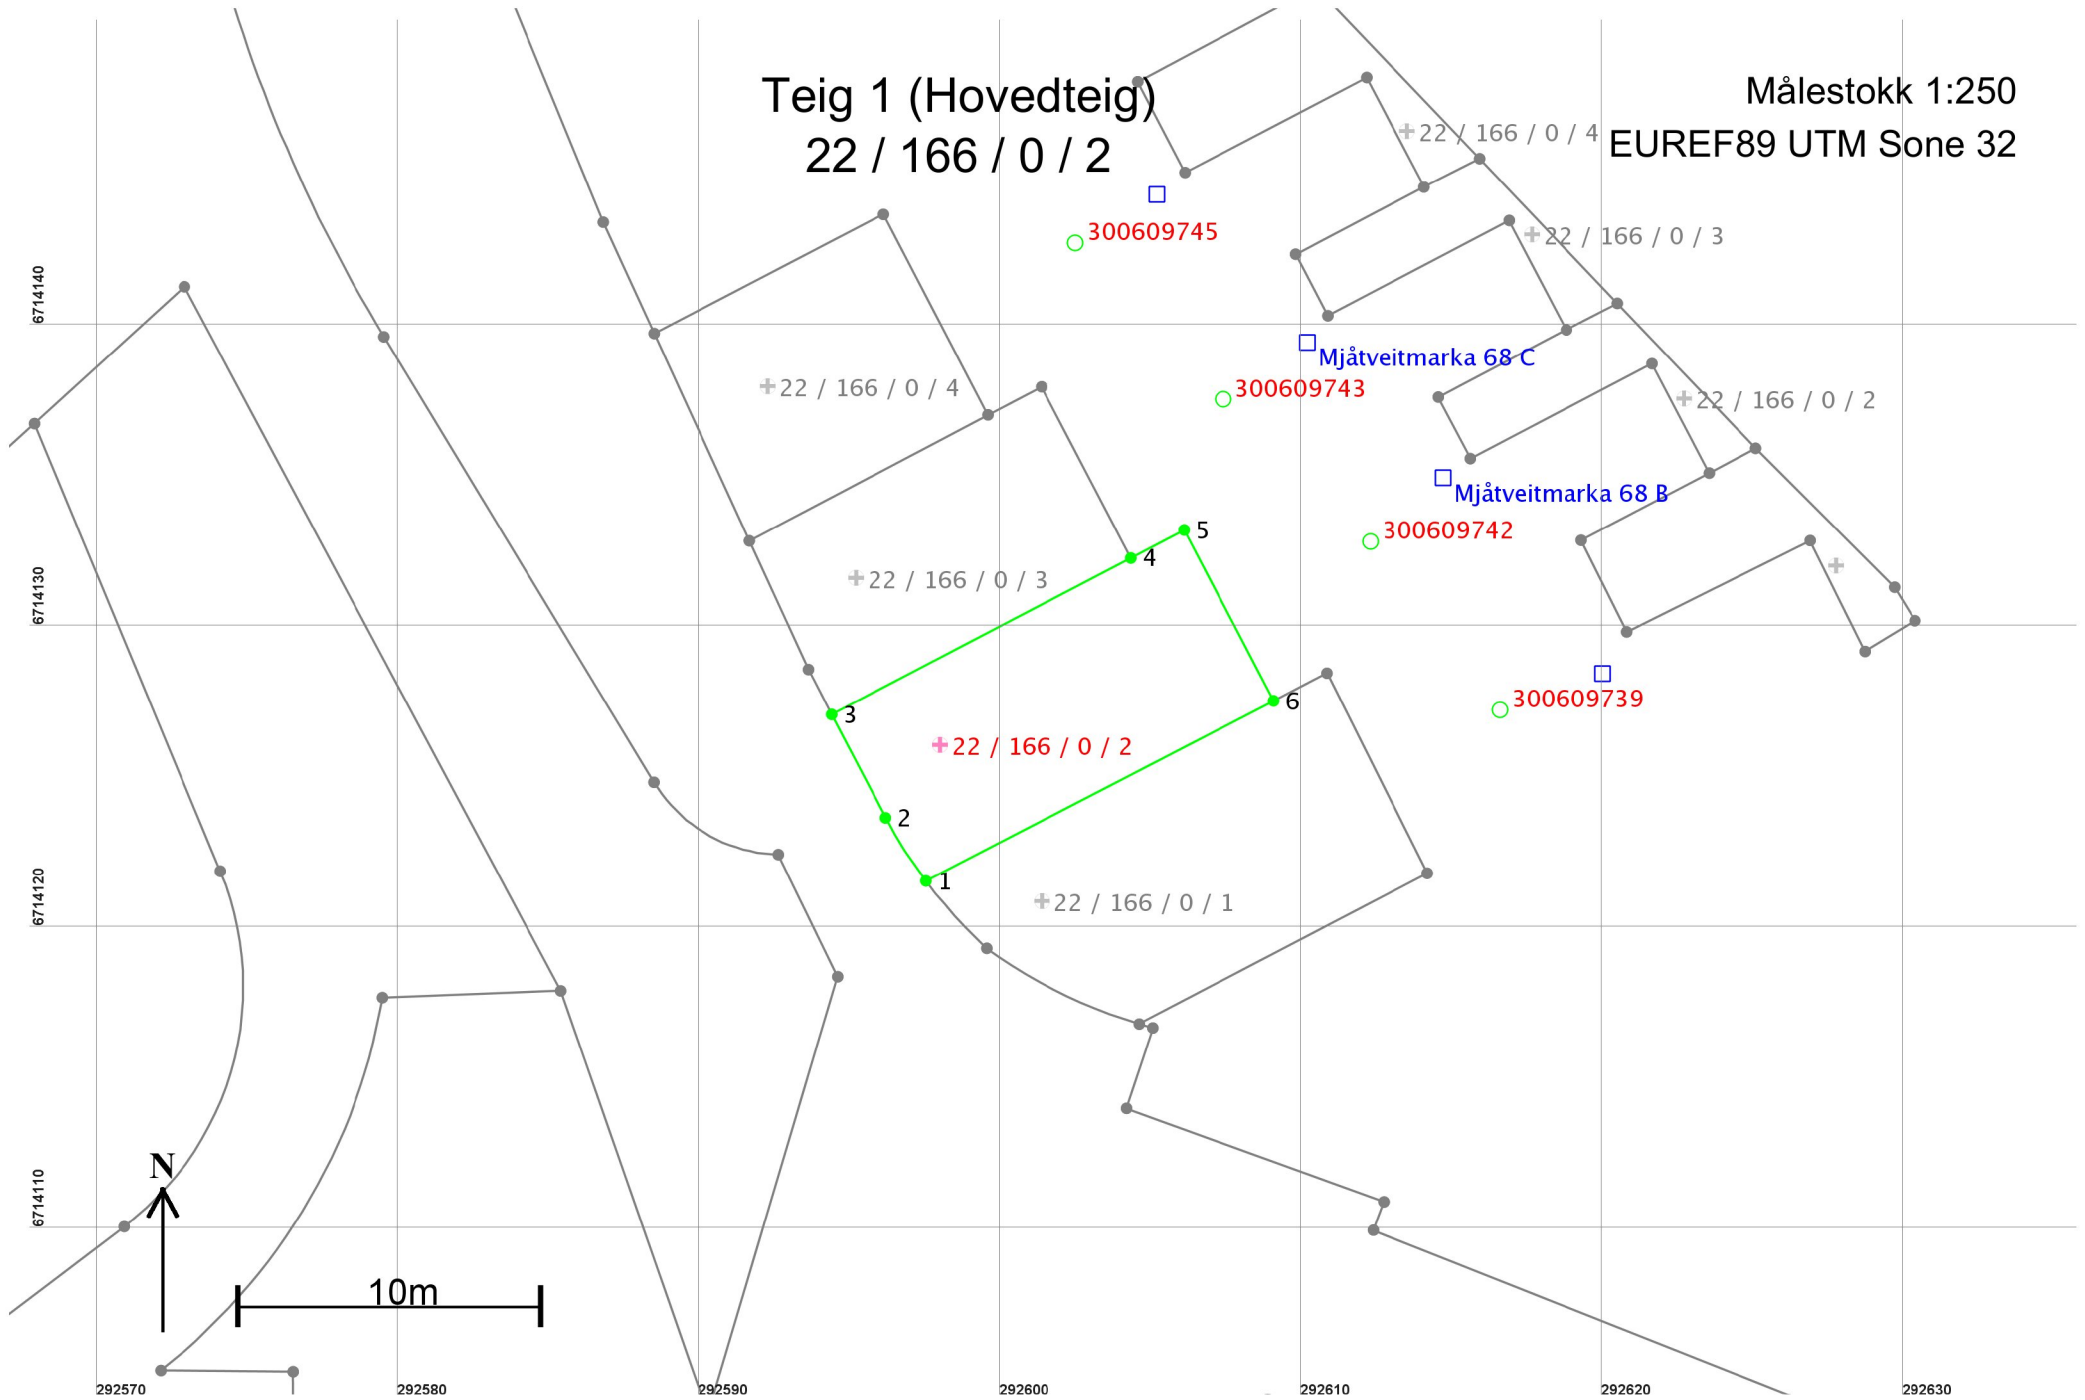 Teig 1 (Hovedteig)
22 / 166 / 0 / 2
Målestokk 1:250
EUREF89 UTM Sone 32
22 / 166 / 0 / 4
300609745
22 / 166 / 0 / 3
6714140
Mjåtveitmarka 68 C
22 / 166 / 0 / 4
300609743
22 / 166 / 0 / 2
Mjåtveitmarka 68 B
5
300609742
4
22 / 166 / 0 / 3
6714130
3
6
300609739
22 / 166 / 0 / 2
2
1
22 / 166 / 0 / 1
6714120
N
6714110
10m
292570
292580
292590
292600
292610
292620
292630